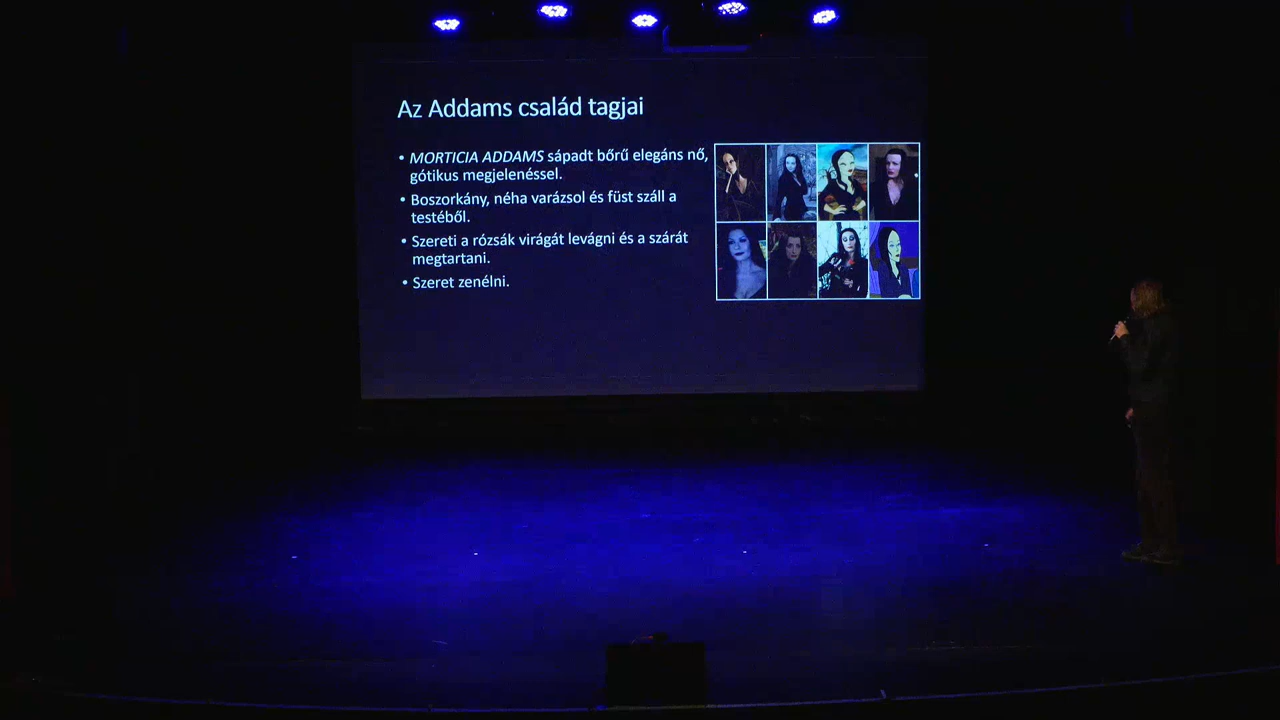 Az Addams család tagjai
• MORTICIA ADDAMS sápadt bőrű elegáns nő,
gótikus megjelenéssel.
• Boszorkány, néha varázsol és füst száll a
testéből.
• Szereti a rózsák virágát levágni és a szárát
megtartani.
• Szeret zenélni.